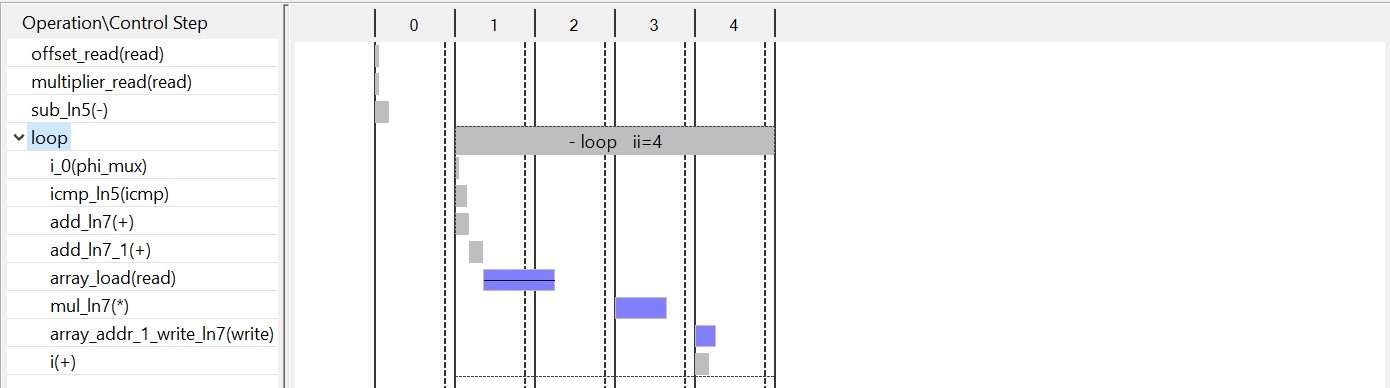 Operation\Control Step 0 1 2 3 4
offset_read(read)
multiplier_read(read)
sub_ln5(-)
loop - loop ii=4
i_0(phi_mux)
icmp_ln5(icmp)
add_ln7(+)
add_ln7_1(+)
array_load(read)
mul_ln7(*)
array_addr_1_write_ln7(write)
i(+)